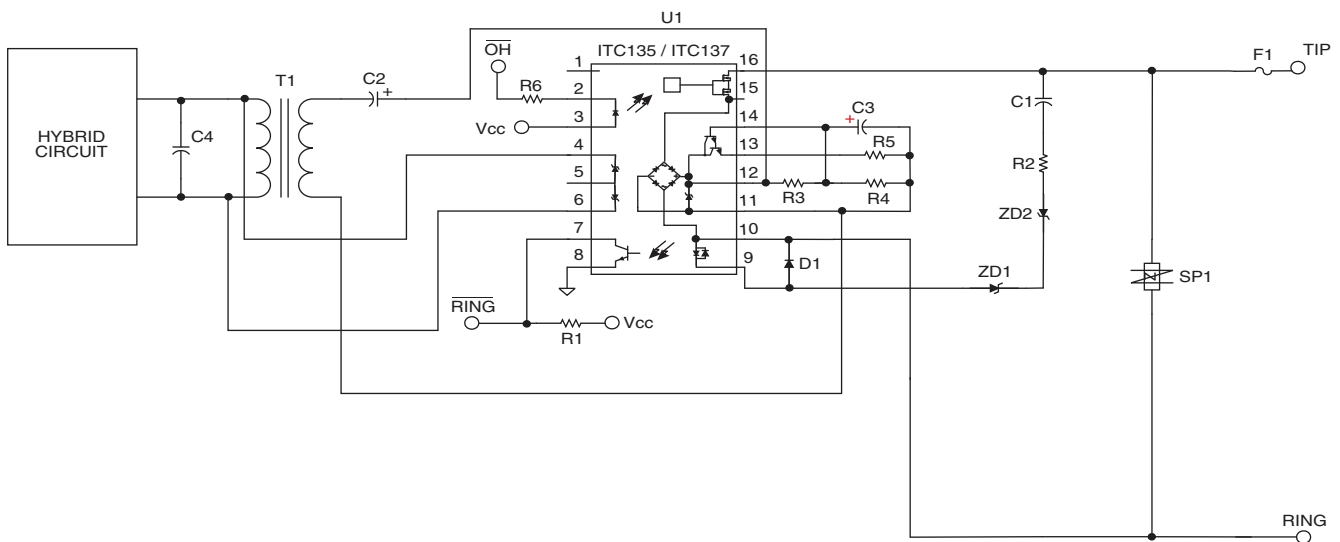 U1
ITC135 / ITC137
OH
F1
TIP
T1
C2
+
R6
1
2
3
4
5
6
7
8
16
15
14
13
12
11
10
9
Vcc
C4
HYBRID
CIRCUIT
+
C3
R5
R3
R4
C1
R2
ZD2
D1
ZD1
SP1
RING
R1
Vcc
RING